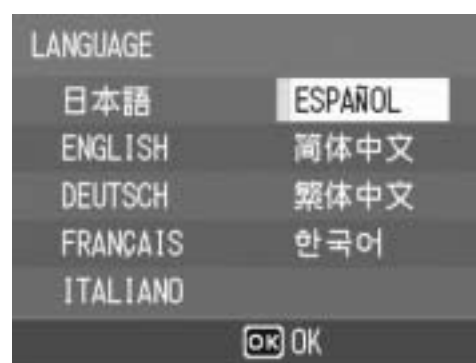 LANGUAGE
日本語 ESPAÑOL
ENGLISH 简体中文
DEUTSCH 繁体中文
FRANÇAIS 한국어
ITALIANO
OK OK